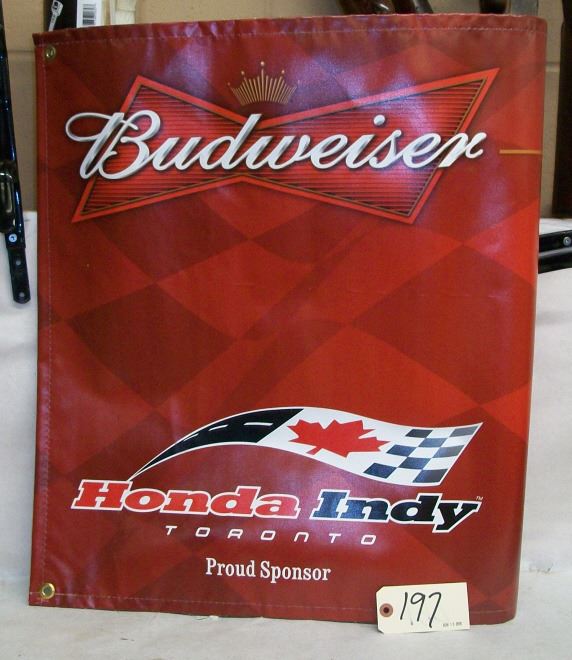 Budweiser
Honda Indy™
TORONTO
Proud Sponsor
197